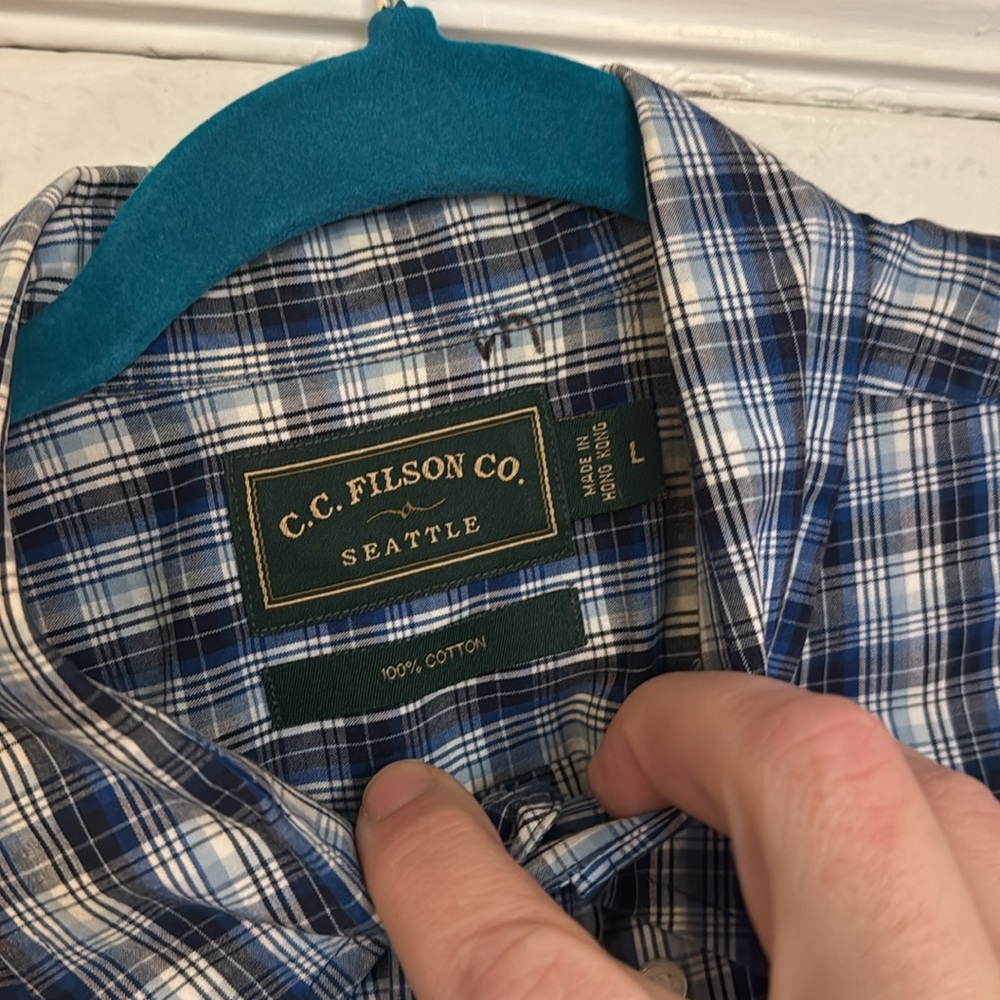 C.C. FILSON CO.
SEATTLE
MADE IN
HONG KONG
L
100% COTTON